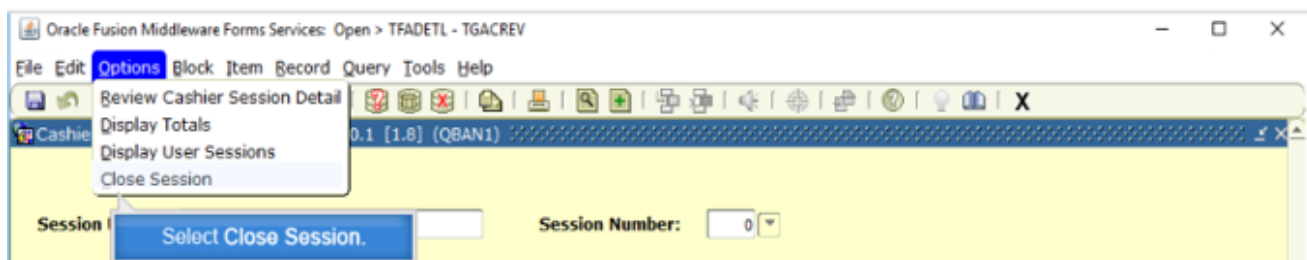 Oracle Fusion Middleware Forms Services: Open > TFADETL - TGACREV
File Edit Options Block Item Record Query Tools Help
Review Cashier Session Detail
X
Display Totals
Cashie 0.1 [1.8] (QBAN1)
Display User Sessions
Close Session
Session Session Number: 0
Select Close Session.